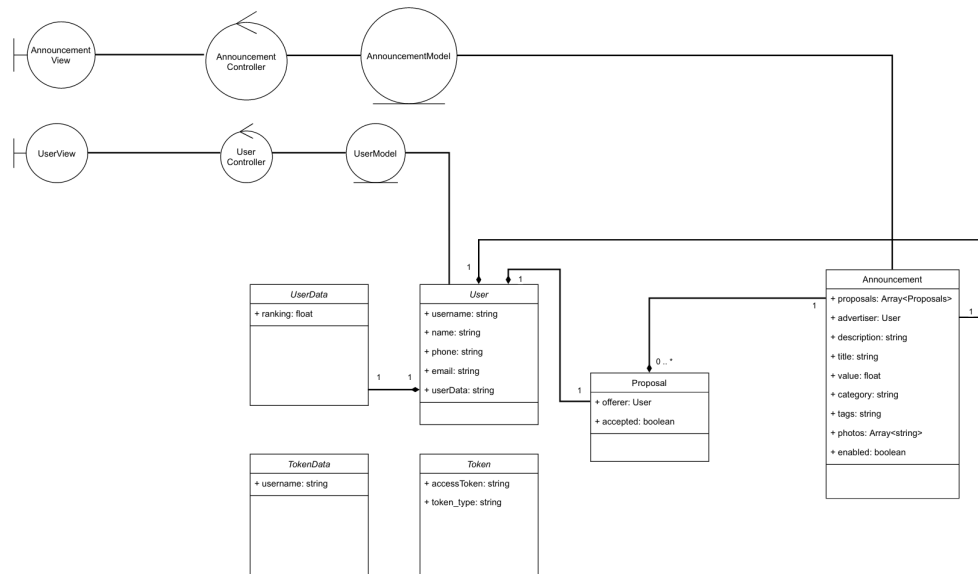 Announcement
View
Announcement
Controller
AnnouncementModel
UserView
User
Controller
UserModel
1
1
UserData
+ ranking: float
User
+ username: string
+ name: string
+ phone: string
+ email: string
+ userData: string
1
1
Announcement
+ proposals: Array<Proposals>
+ advertiser: User
+ description: string
+ title: string
+ value: float
+ category: string
+ tags: string
+ photos: Array<string>
+ enabled: boolean
1
1
0 .. *
1
Proposal
+ offerer: User
+ accepted: boolean
TokenData
+ username: string
Token
+ accessToken: string
+ token_type: string